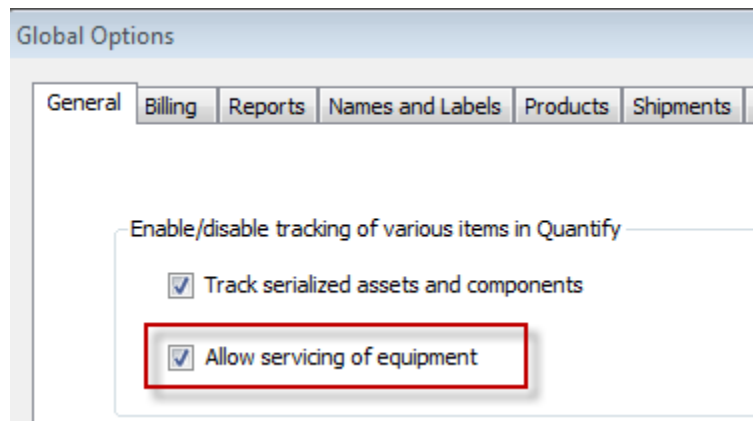 Global Options
General Billing Reports Names and Labels Products Shipments
Enable/disable tracking of various items in Quantify
Track serialized assets and components
Allow servicing of equipment